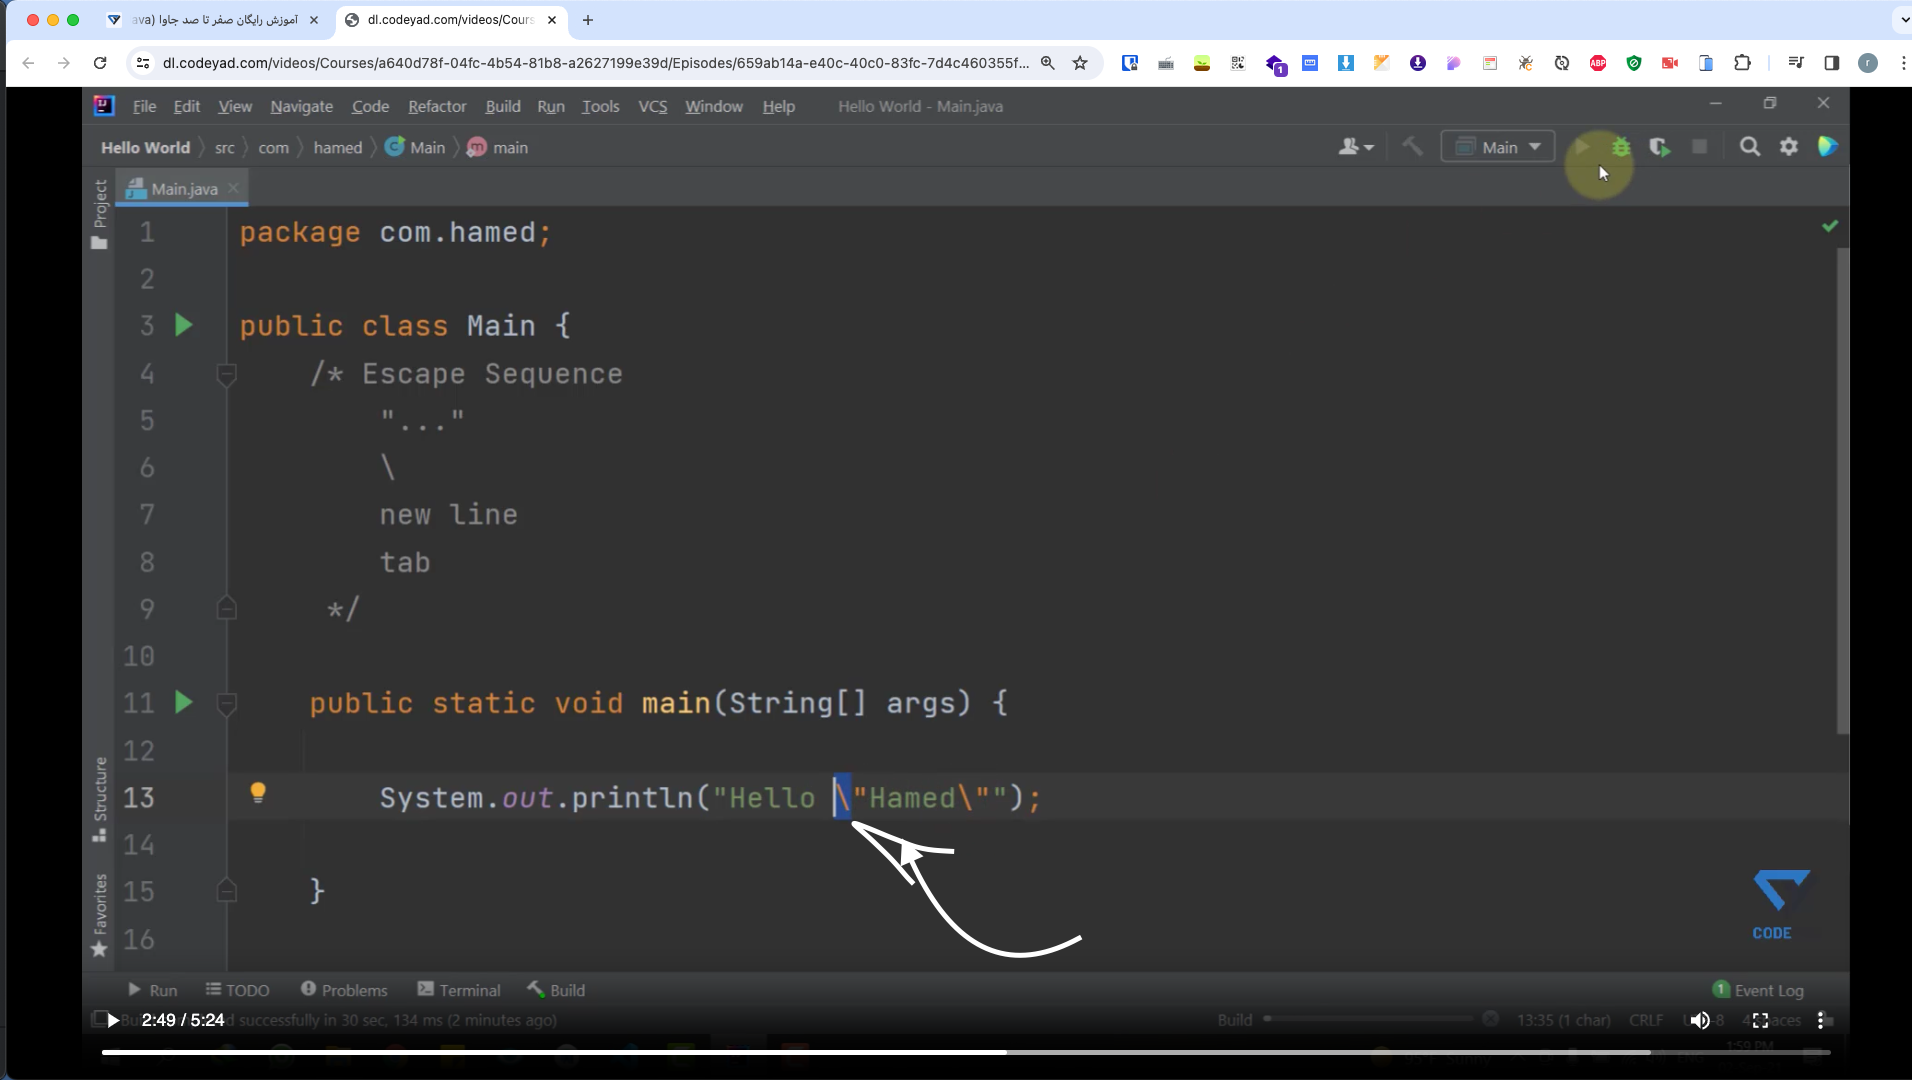 آموزش رایگان صفر تا صد جاوا (ava
dl.codeyad.com/videos/Cours
dl.codeyad.com/videos/Courses/a640d78f-04fc-4b54-81b8-a2627199e39d/Episodes/659ab14a-e40c-40c0-83fc-7d4c460355f...
1
ABP
r
File Edit View Navigate Code Refactor Build Run Tools VCS Window Help Hello World - Main.java
Hello World src com hamed Main m main
Main
Main.java
Project
1 package com.hamed;
2
3 public class Main {
4 /* Escape Sequence
5 "..."
6 \
7 new line
8 tab
9 */
10
11 public static void main(String[] args) {
12
13 System.out.println("Hello \"Hamed\"");
14
15 }
16
Structure
Favorites
CODE
Run TODO Problems Terminal Build 1 Event Log
2:49 / 5:24
successfully in 30 sec, 134 ms (2 minutes ago) Build 13:35 (1 char) CRLF
1:59 PM